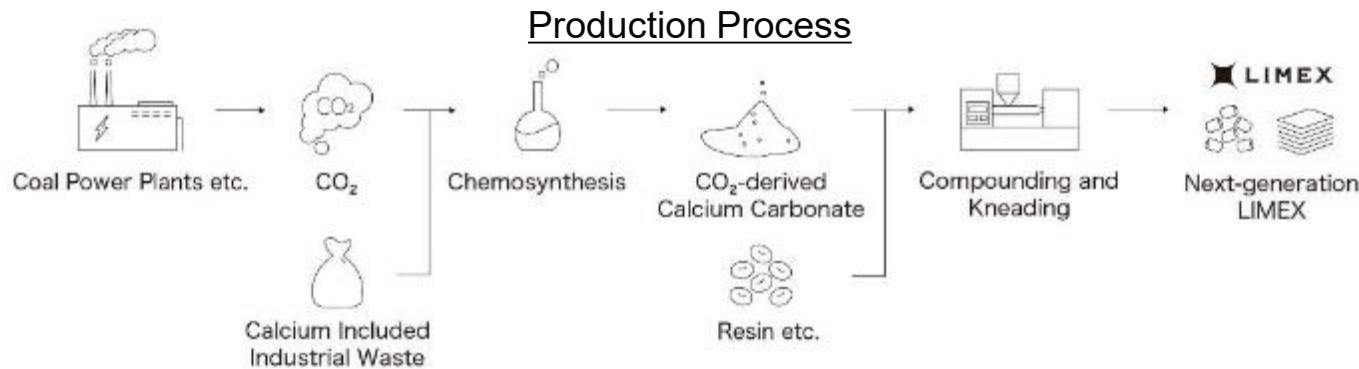 Production Process
CO₂
LIMEX
Coal Power Plants etc.
CO₂
Chemosynthesis
CO₂-derived
Calcium Carbonate
Compounding and
Kneading
Next-generation
LIMEX
Calcium Included
Industrial Waste
Resin etc.